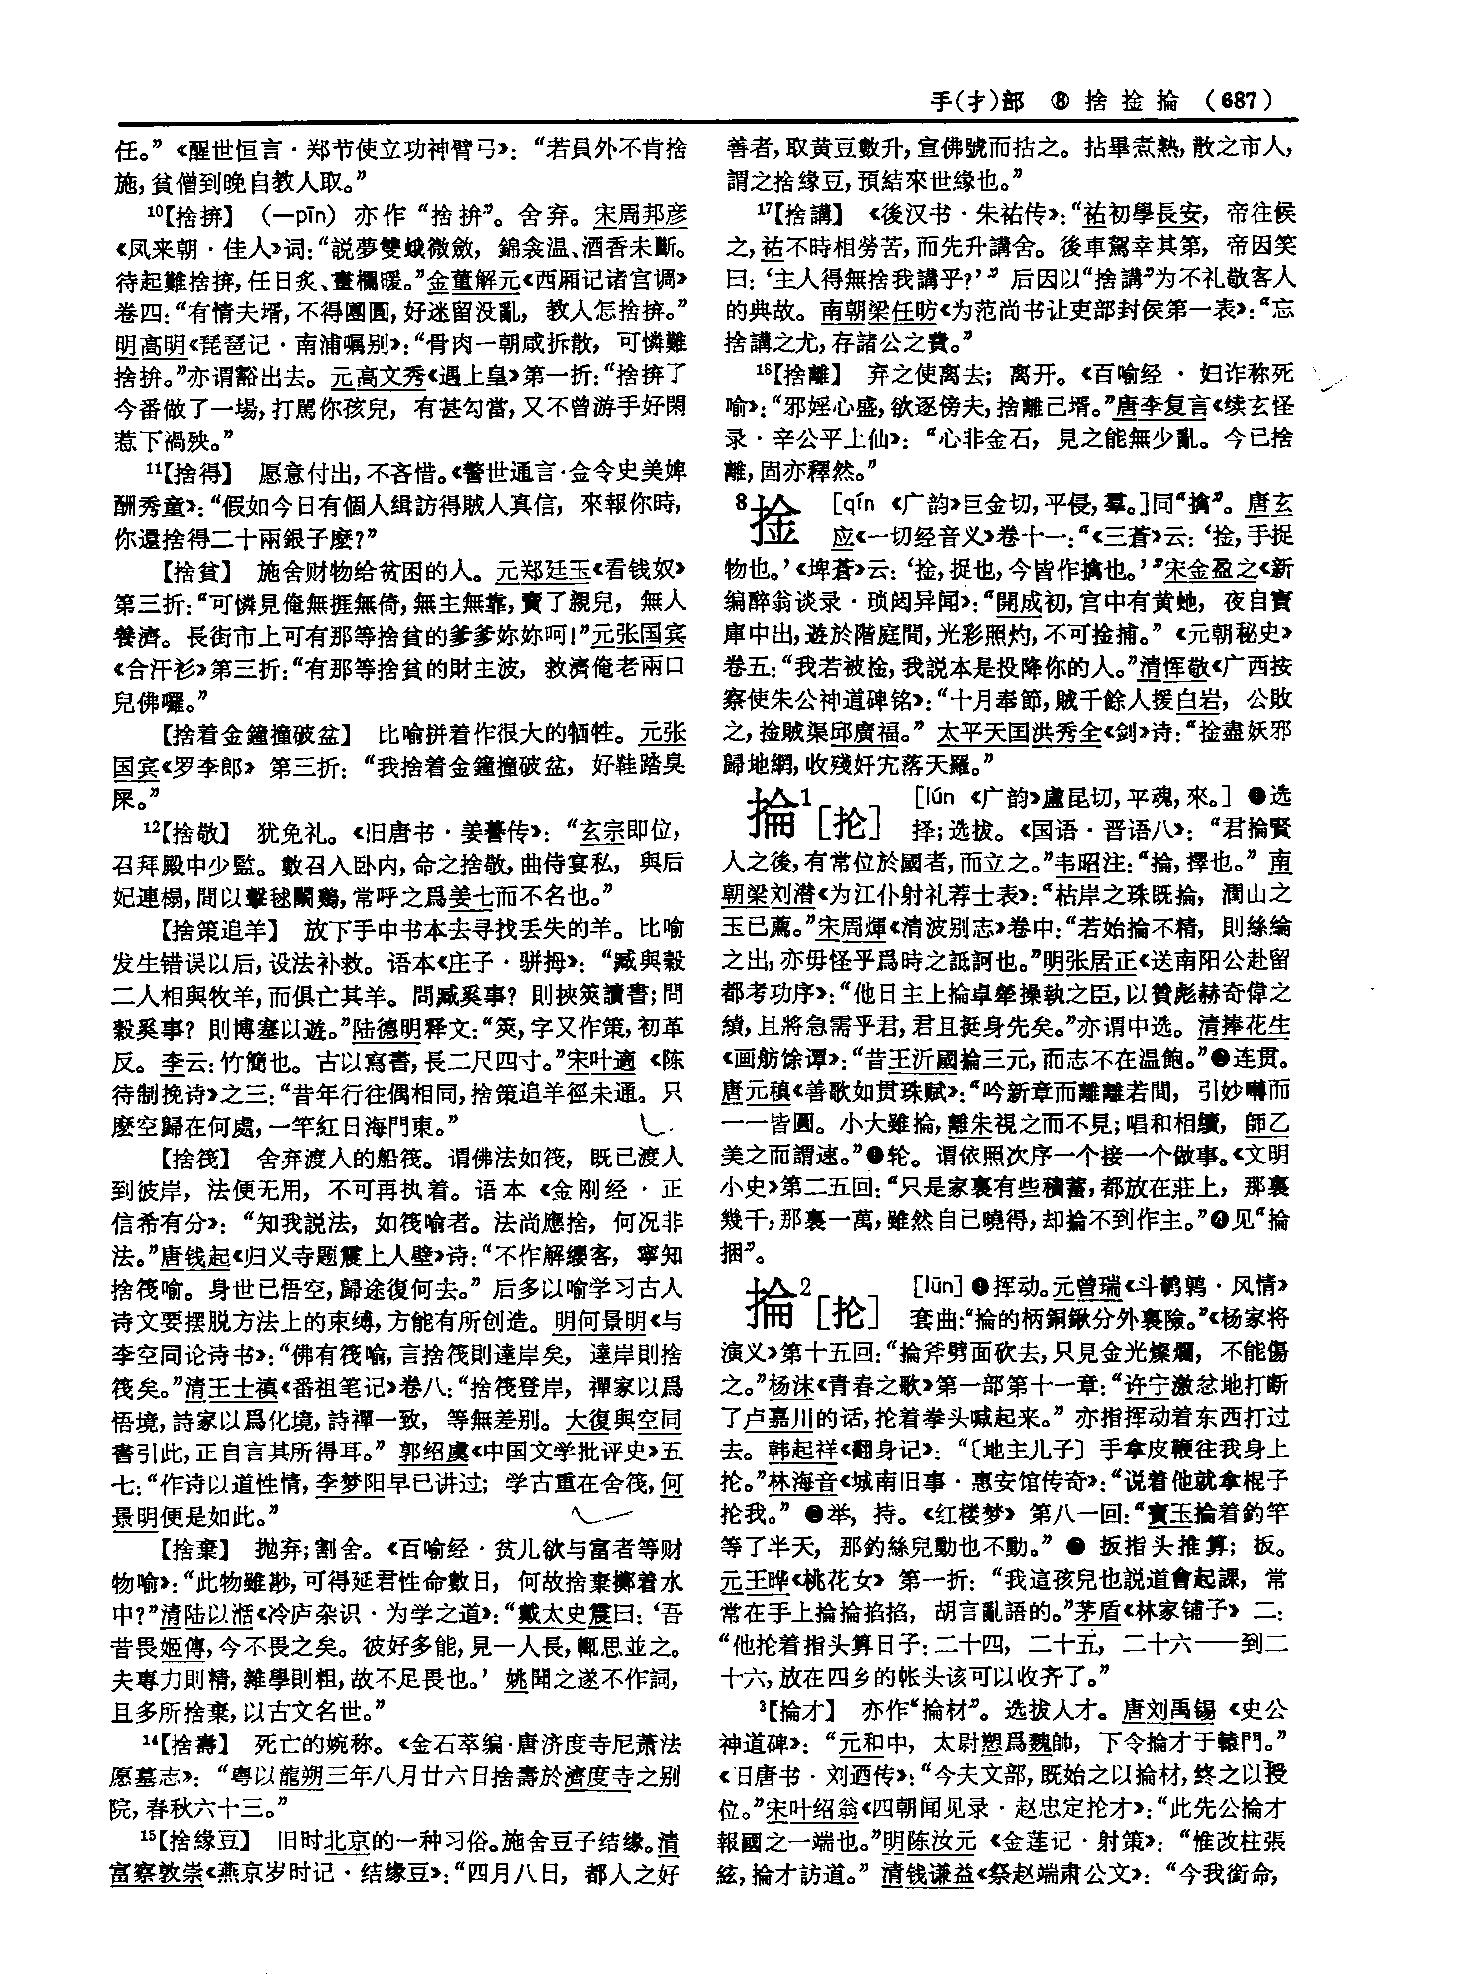 手(扌)部 ⑧ 捨 捡 掄 (687)
任。”《醒世恒言·郑节使立功神臂弓》：“若員外不肯捨
施，貧僧到晚自教人取。”
10【捨拚】 (—pīn) 亦作“捨拚”。舍弃。宋周邦彦
《凤来朝·佳人》词：“説夢雙蛾微斂，錦衾温、酒香未斷。
待起難捨拚，任日炙、畫欄暖。”金董解元《西厢记诸宫调》
卷四：“有情夫壻，不得團圓，好迷留没亂，教人怎捨拚。”
明高明《琵琶记·南浦嘱别》：“骨肉一朝成拆散，可憐難
捨拚。”亦谓豁出去。元高文秀《遇上皇》第一折：“捨拚了
今番做了一場，打駡你孩兒，有甚勾當，又不曾游手好閑
惹下禍殃。”
11【捨得】 愿意付出，不吝惜。《警世通言·金令史美婢
酬秀童》：“假如今日有個人缉訪得賊人真信，來報你時，
你還捨得二十兩銀子麽？”
【捨貧】 施舍财物给贫困的人。元郑廷玉《看钱奴》
第三折：“可憐見俺無捱無倚，無主無靠，賣了親兒，無人
養濟。長街市上可有那等捨貧的爹爹妳妳呵！”元张国宾
《合汗衫》第三折：“有那等捨貧的財主波，救濟俺老兩口
兒佛囉。”
【捨着金鐘撞破盆】 比喻拼着作很大的牺牲。元张
国宾《罗李郎》第三折：“我捨着金鐘撞破盆，好鞋踏臭
屎。”
12【捨敬】 犹免礼。《旧唐书·姜謩传》：“玄宗即位，
召拜殿中少監。數召入卧内，命之捨敬，曲侍宴私，與后
妃連榻，間以擊毬鬭鷄，常呼之爲姜七而不名也。”
【捨策追羊】 放下手中书本去寻找丢失的羊。比喻
发生错误以后，设法补救。语本《庄子·骈拇》：“臧與穀
二人相與牧羊，而俱亡其羊。問臧奚事？則挾筴讀書；問
穀奚事？則博塞以遊。”陆德明释文：“筴，字又作策，初革
反。李云：竹簡也。古以寫書，長二尺四寸。”宋叶適《陈
待制挽诗》之三：“昔年行往偶相同，捨策追羊徑未通。只
麽空歸在何處，一竿紅日海門東。”
【捨筏】 舍弃渡人的船筏。谓佛法如筏，既已渡人
到彼岸，法便无用，不可再执着。语本《金刚经·正
信希有分》：“知我説法，如筏喻者。法尚應捨，何况非
法。”唐钱起《归义寺题震上人壁》诗：“不作解纓客，寧知
捨筏喻。身世已悟空，歸途復何去。”后多以喻学习古人
诗文要摆脱方法上的束缚，方能有所创造。明何景明《与
李空同论诗书》：“佛有筏喻，言捨筏則達岸矣，達岸則捨
筏矣。”清王士禛《香祖笔记》卷八：“捨筏登岸，禪家以爲
悟境，詩家以爲化境，詩禪一致，等無差别。大復與空同
書引此，正自言其所得耳。”郭绍虞《中国文学批评史》五
七：“作诗以道性情，李梦阳早已讲过；学古重在舍筏，何
景明便是如此。”
【捨棄】 抛弃；割舍。《百喻经·贫儿欲与富者等财
物喻》：“此物雖尠，可得延君性命數日，何故捨棄擲着水
中？”清陆以湉《冷庐杂识·为学之道》：“戴太史震曰：‘吾
昔畏姬傳，今不畏之矣。彼好多能，見一人長，輒思並之。
夫專力則精，雜學則粗，故不足畏也。’姚聞之遂不作詞，
且多所捨棄，以古文名世。”
14【捨壽】 死亡的婉称。《金石萃编·唐济度寺尼萧法
愿墓志》：“粤以龍朔三年八月廿六日捨壽於濟度寺之别
院，春秋六十三。”
15【捨缘豆】 旧时北京的一种习俗。施舍豆子结缘。清
富察敦崇《燕京岁时记·结缘豆》：“四月八日，都人之好
善者，取黄豆數升，宣佛號而拈之。拈畢煮熟，散之市人，
謂之捨缘豆，預結來世缘也。”
17【捨講】 《後汉书·朱祐传》：“祐初學長安，帝往候
之，祐不時相勞苦，而先升講舍。後車駕幸其第，帝因笑
曰：‘主人得無捨我講乎？’”后因以“捨講”为不礼敬客人
的典故。南朝梁任昉《为范尚书让吏部封侯第一表》：“忘
捨講之尤，存諸公之費。”
18【捨離】 弃之使离去；离开。《百喻经·妇诈称死
喻》：“邪婬心盛，欲逐傍夫，捨離己壻。”唐李复言《续玄怪
录·辛公平上仙》：“心非金石，見之能無少亂。今已捨
離，固亦釋然。”
8捡 [qín 《广韵》巨金切，平侵，羣。]同“擒”。唐玄
应《一切经音义》卷十一：“《三蒼》云：‘捡，手捉
物也。’《埤蒼》云：‘捡，捉也，今皆作擒也。’”宋金盈之《新
编醉翁谈录·琐闼异闻》：“開成初，宫中有黄虵，夜自寶
庫中出，遊於階庭間，光彩照灼，不可捡捕。”《元朝秘史》
卷五：“我若被捡，我説本是投降你的人。”清恽敬《广西按
察使朱公神道碑铭》：“十月奉節，賊千餘人援白岩，公敗
之，捡賊渠邱廣福。”太平天囯洪秀全《剑》诗：“捡盡妖邪
歸地網，收殘奸宄落天羅。”
掄1[抡] [lún 《广韵》盧昆切，平魂，來。]❶选
择；选拔。《国语·晋语八》：“君掄賢
人之後，有常位於國者，而立之。”韦昭注：“掄，擇也。”南
朝梁刘潜《为江仆射礼荐士表》：“枯岸之珠既掄，潤山之
玉已薦。”宋周煇《清波别志》卷中：“若始掄不精，則絲綸
之出，亦毋怪乎爲時之詆訶也。”明张居正《送南阳公赴留
都考功序》：“他日主上掄卓犖操執之臣，以贊彪赫奇偉之
績，且將急需乎君，君且挺身先矣。”亦谓中选。清捧花生
《画舫馀谭》：“昔王沂國掄三元，而志不在温飽。”❷连贯。
唐元稹《善歌如贯珠赋》：“吟新章而離離若間，引妙囀而
一一皆圓。小大雖掄，離朱視之而不見；唱和相續，師乙
美之而謂速。”❸轮。谓依照次序一个接一个做事。《文明
小史》第二五回：“只是家裏有些積蓄，都放在莊上，那裏
幾千，那裏一萬，雖然自己曉得，却掄不到作主。”❹见“掄
捆”。
掄2[抡] [lūn]❶挥动。元曾瑞《斗鹌鹑·风情》
套曲：“掄的柄銅鍬分外裏險。”《杨家将
演义》第十五回：“掄斧劈面砍去，只見金光燦爛，不能傷
之。”杨沫《青春之歌》第一部第十一章：“许宁激忿地打断
了卢嘉川的话，抡着拳头喊起来。”亦指挥动着东西打过
去。韩起祥《翻身记》：“〔地主儿子〕手拿皮鞭往我身上
抡。”林海音《城南旧事·惠安馆传奇》：“说着他就拿棍子
抡我。”❷举，持。《红楼梦》第八一回：“寶玉掄着釣竿
等了半天，那釣絲兒動也不動。”❸扳指头推算；扳。
元王晔《桃花女》第一折：“我這孩兒也説道會起課，常
常在手上掄掄掐掐，胡言亂語的。”茅盾《林家铺子》二：
“他抡着指头算日子：二十四，二十五，二十六——到二
十六，放在四乡的帐头该可以收齐了。”
3【掄才】 亦作“掄材”。选拔人才。唐刘禹锡《史公
神道碑》：“元和中，太尉愬爲魏帥，下令掄才于轅門。”
《旧唐书·刘迺传》：“今夫文部，既始之以掄材，終之以授
位。”宋叶绍翁《四朝闻见录·赵忠定抡才》：“此先公掄才
報國之一端也。”明陈汝元《金莲记·射策》：“惟改柱張
絃，掄才訪道。”清钱谦益《祭赵端肃公文》：“今我銜命，